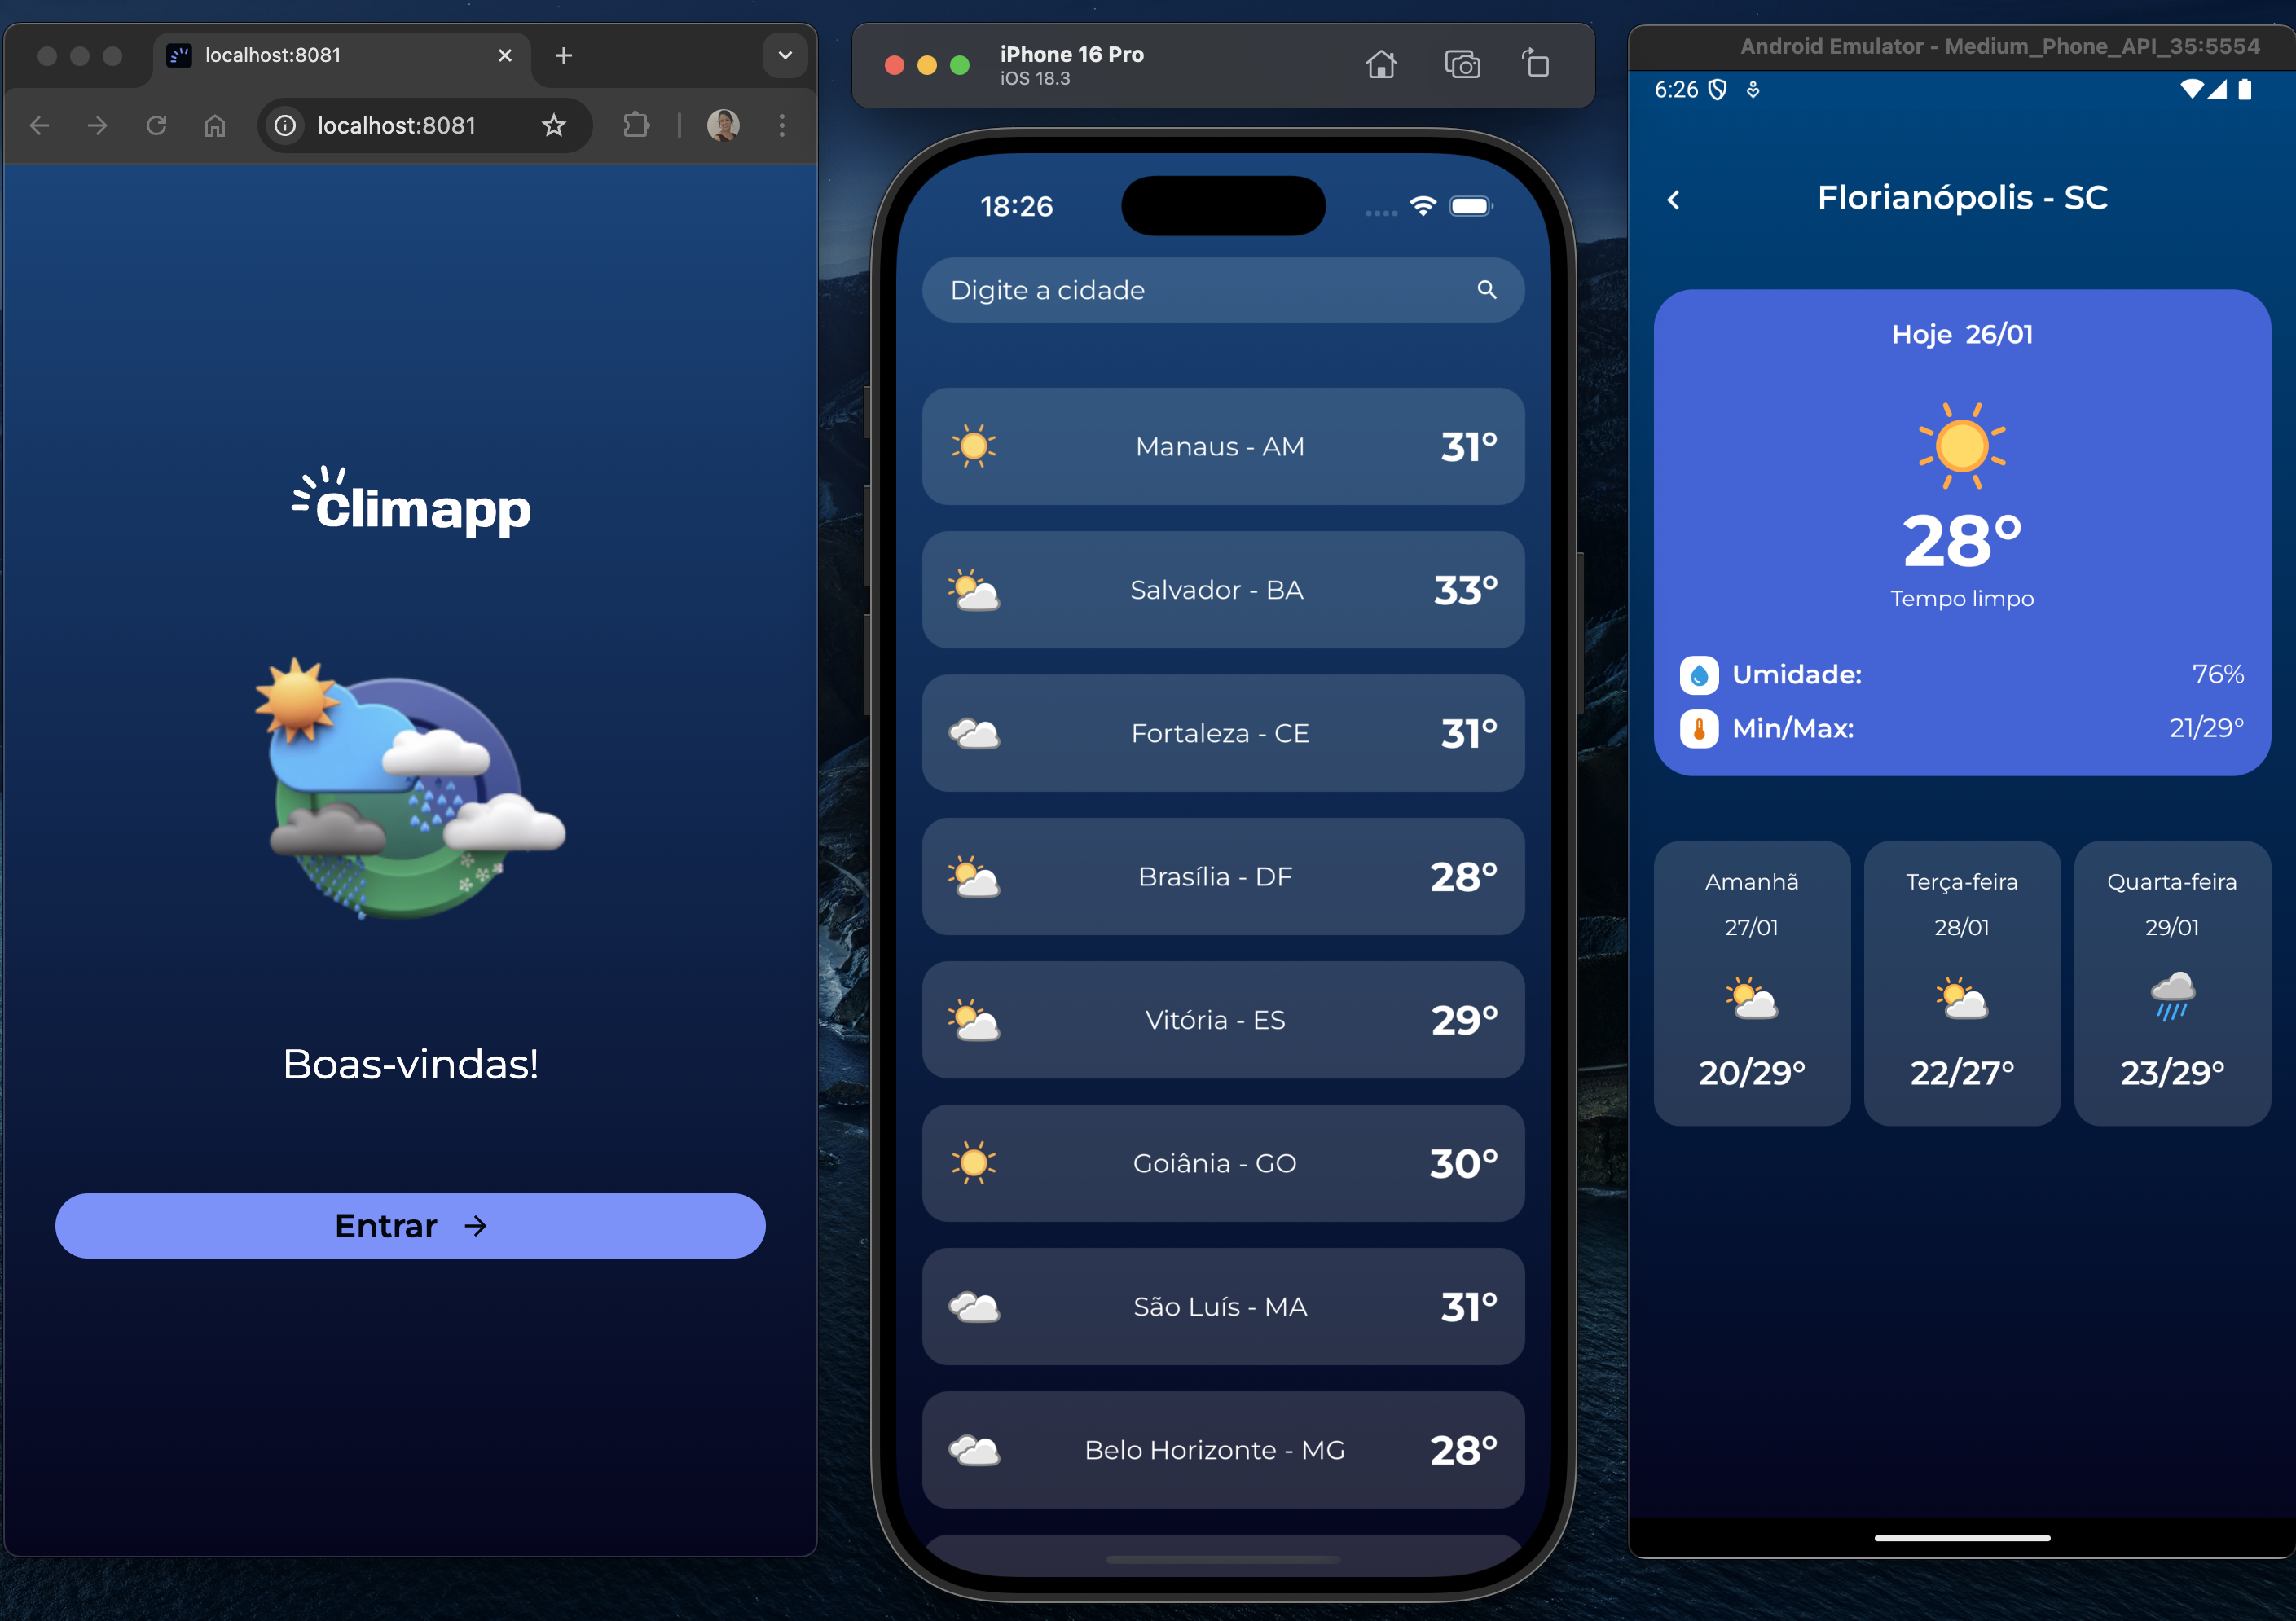 localhost:8081
localhost:8081
Climapp
Boas-vindas!
Entrar
iPhone 16 Pro
iOS 18.3
18:26
Digite a cidade
Manaus - AM 31°
Salvador - BA 33°
Fortaleza - CE 31°
Brasília - DF 28°
Vitória - ES 29°
Goiânia - GO 30°
São Luís - MA 31°
Belo Horizonte - MG 28°
Android Emulator - Medium_Phone_API_35:5554
6:26
Florianópolis - SC
Hoje 26/01
28°
Tempo limpo
Umidade: 76%
Min/Max: 21/29°
Amanhã Terça-feira Quarta-feira
27/01 28/01 29/01
20/29° 22/27° 23/29°